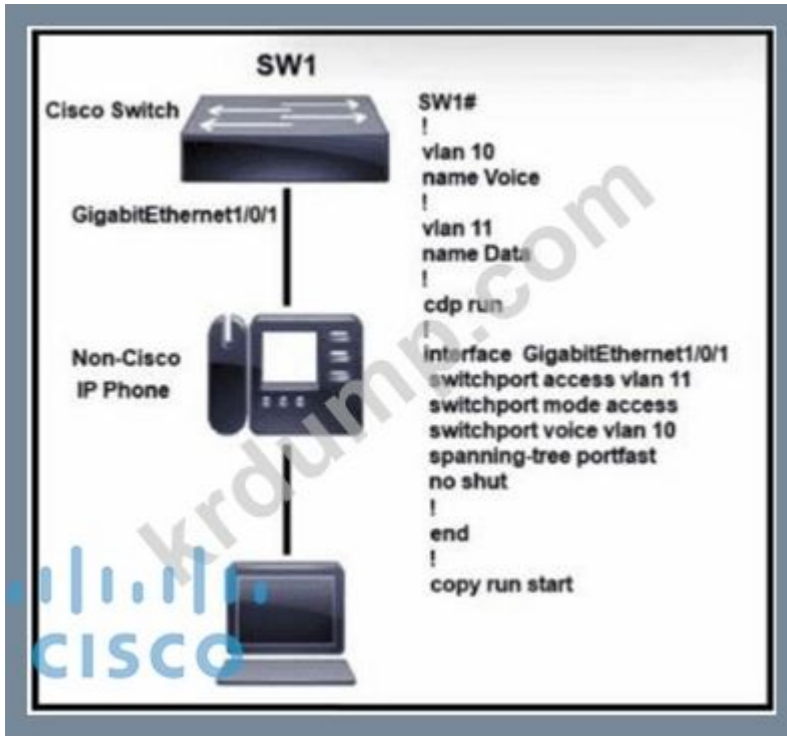 SW1
Cisco Switch
GigabitEthernet1/0/1
Non-Cisco
IP Phone
SW1#
!
vlan 10
name Voice
!
vlan 11
name Data
!
cdp run
!
interface GigabitEthernet1/0/1
switchport access vlan 11
switchport mode access
switchport voice vlan 10
spanning-tree portfast
no shut
!
end
!
copy run start
krdump.com
CISCO